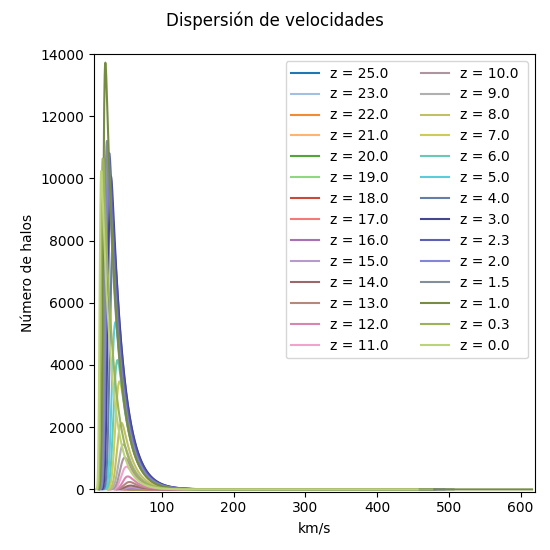 Dispersión de velocidades
14000
12000
10000
8000
6000
4000
2000
0
Número de halos
100
200
300
400
500
600
km/s
z = 25.0
z = 23.0
z = 22.0
z = 21.0
z = 20.0
z = 19.0
z = 18.0
z = 17.0
z = 16.0
z = 15.0
z = 14.0
z = 13.0
z = 12.0
z = 11.0
z = 10.0
z = 9.0
z = 8.0
z = 7.0
z = 6.0
z = 5.0
z = 4.0
z = 3.0
z = 2.3
z = 2.0
z = 1.5
z = 1.0
z = 0.3
z = 0.0